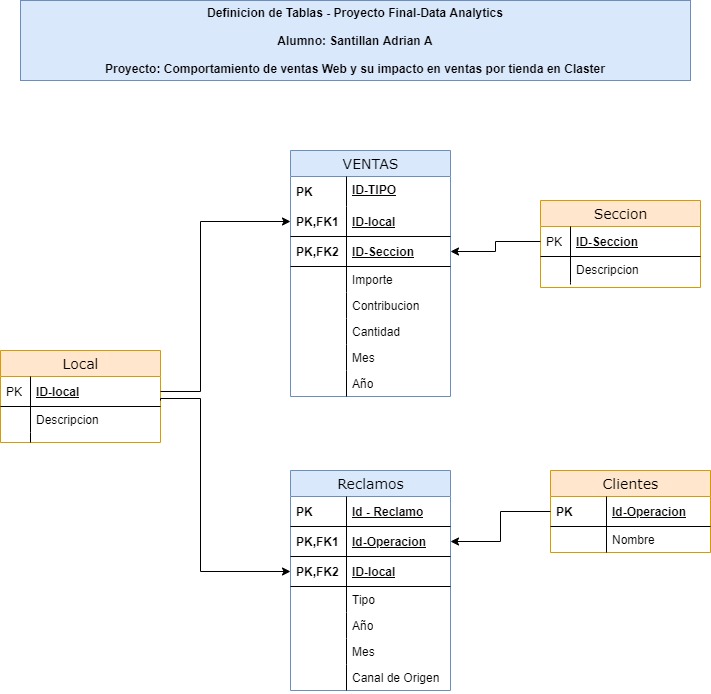 Definicion de Tablas - Proyecto Final-Data Analytics
Alumno: Santillan Adrian A
Proyecto: Comportamiento de ventas Web y su impacto en ventas por tienda en Claster
VENTAS
PK ID-TIPO
PK,FK1 ID-local
PK,FK2 ID-Seccion
Importe
Contribucion
Cantidad
Mes
Año
Seccion
PK ID-Seccion
Descripcion
Local
PK ID-local
Descripcion
Reclamos
PK Id - Reclamo
PK,FK1 Id-Operacion
PK,FK2 ID-local
Tipo
Año
Mes
Canal de Origen
Clientes
PK Id-Operacion
Nombre